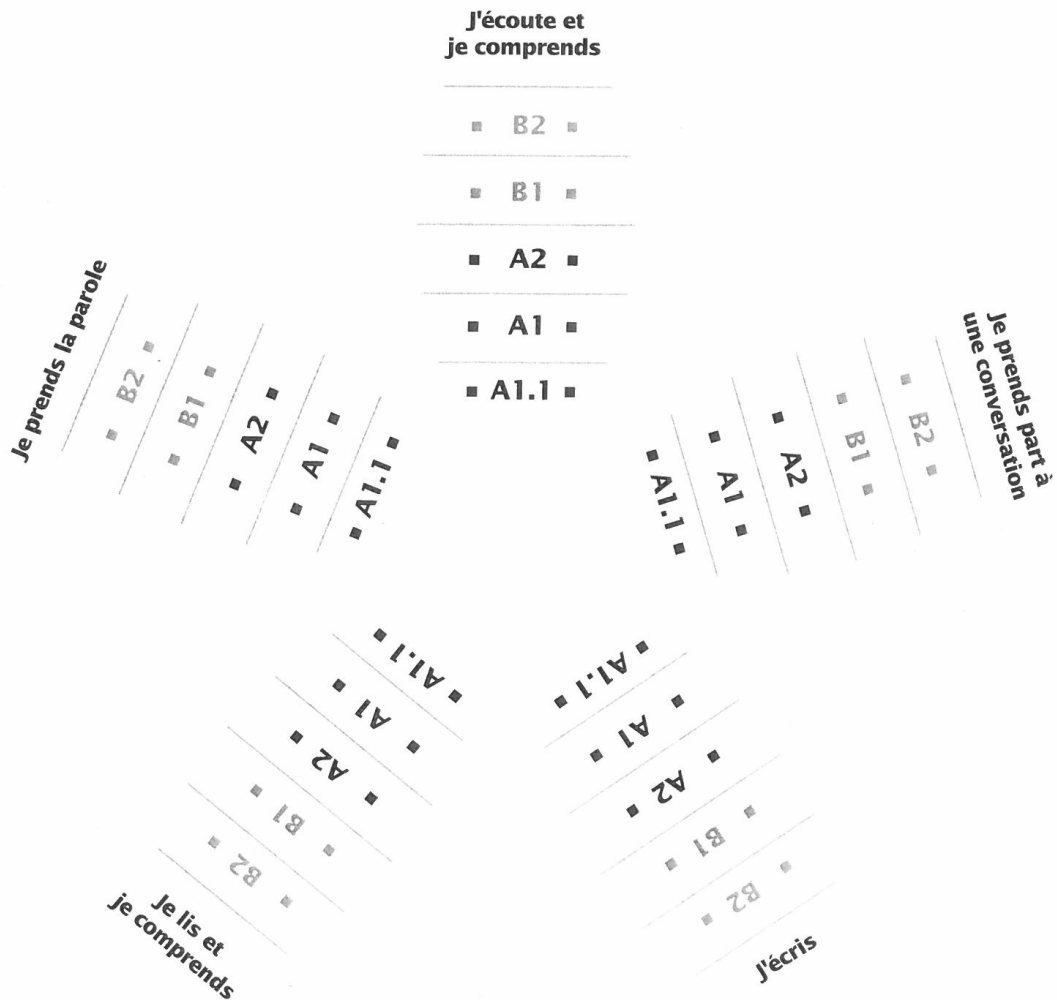 J'écoute et
je comprends
▪ B2 ▪
▪ B1 ▪
▪ A2 ▪
▪ A1 ▪
▪ A1.1 ▪
Je prends part à
une conversation
▪ B2 ▪
▪ B1 ▪
▪ A2 ▪
▪ A1 ▪
▪ A1.1 ▪
J'écris
▪ B2 ▪
▪ B1 ▪
▪ A2 ▪
▪ A1 ▪
▪ A1.1 ▪
Je lis et
je comprends
▪ B2 ▪
▪ B1 ▪
▪ A2 ▪
▪ A1 ▪
▪ A1.1 ▪
Je prends la parole
▪ B2 ▪
▪ B1 ▪
▪ A2 ▪
▪ A1 ▪
▪ A1.1 ▪